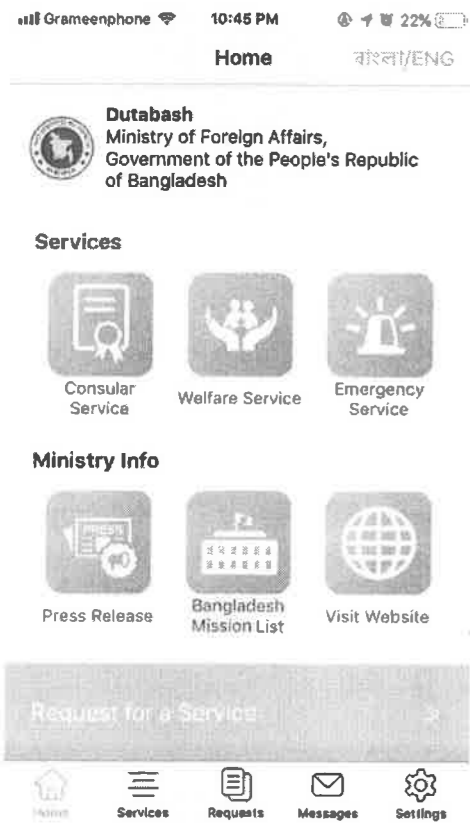 Grameenphone 10:45 PM 22%
Home বাংলা/ENG
Dutabash
Ministry of Foreign Affairs,
Government of the People's Republic
of Bangladesh
Services
Consular
Service
Welfare Service
Emergency
Service
Ministry Info
PRESS
Press Release
Bangladesh
Mission List
Visit Website
Request for a Service
Home Services Requests Messages Settings